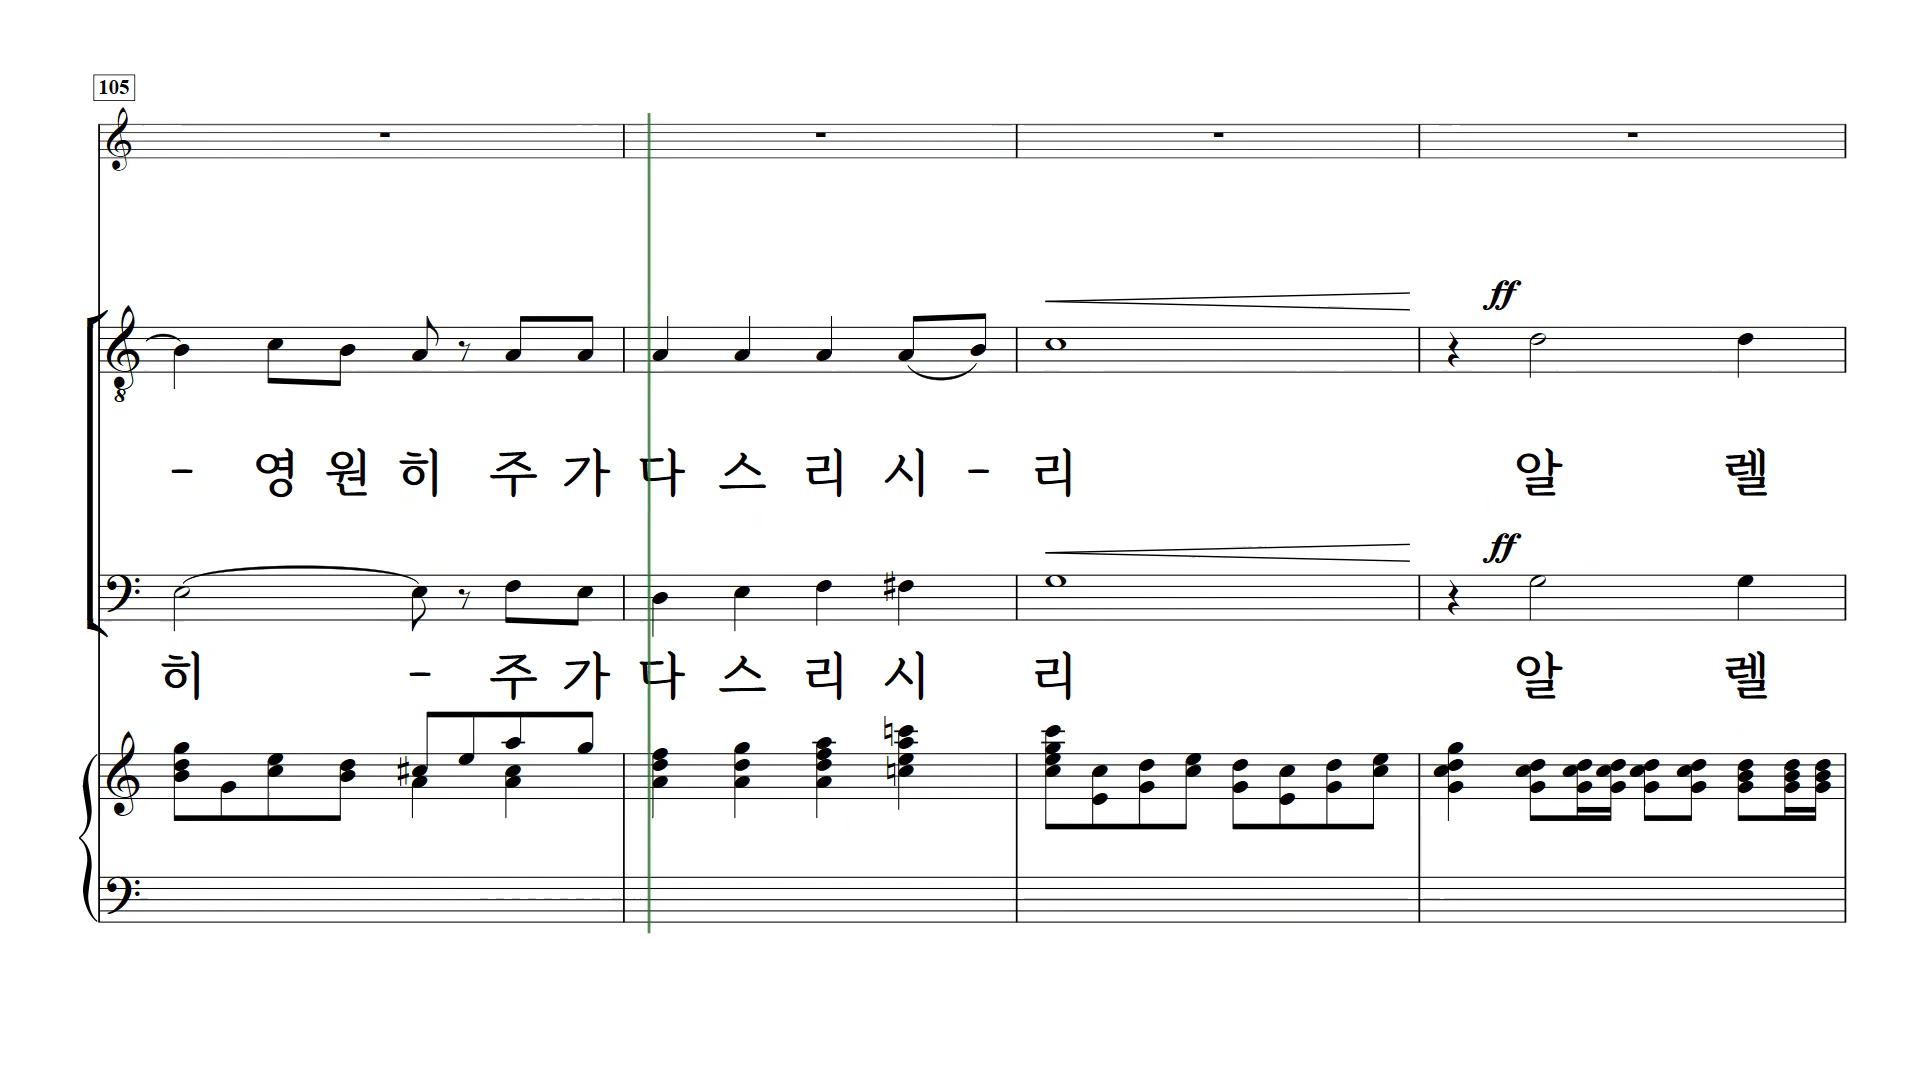 105
ff
8
- 영 원 히 주 가 다 스 리 시 - 리 알 렐
ff
히 - 주 가 다 스 리 시 리 알 렐